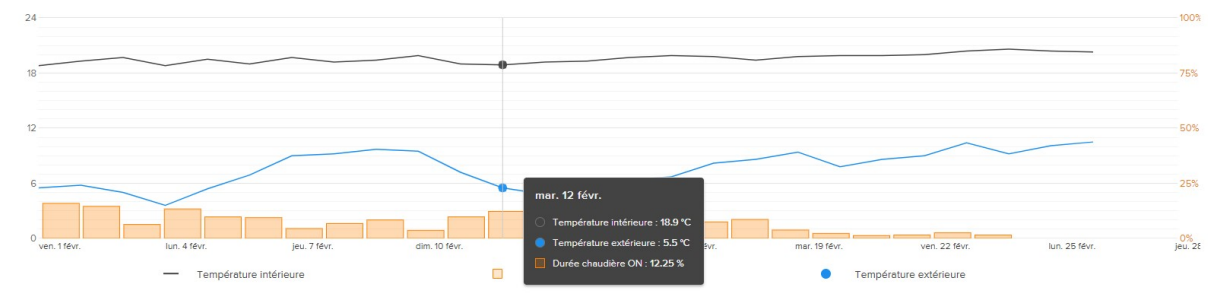 24
100%
18
75%
12
50%
6
25%
0
0%
mar. 12 févr.
Température intérieure : 18.9 °C
Température extérieure : 5.5 °C
Durée chaudière ON : 12.25 %
ven. 1 févr.
lun. 4 févr.
jeu. 7 févr.
dim. 10 févr.
évr.
mar. 19 févr.
ven. 22 févr.
lun. 25 févr.
jeu. 28
Température intérieure
Température extérieure